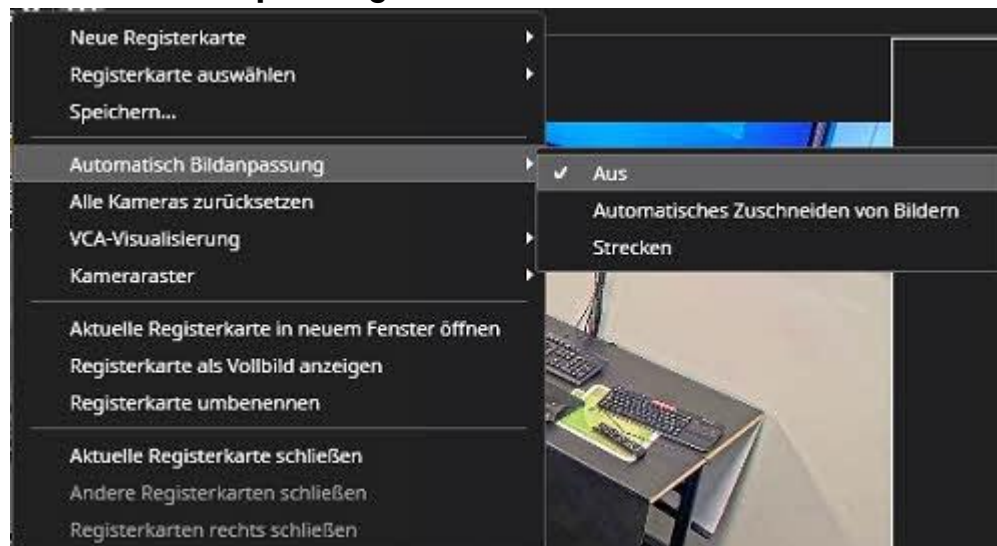 Neue Registerkarte
Registerkarte auswählen
Speichern...
Automatisch Bildanpassung
Aus
Automatisches Zuschneiden von Bildern
Strecken
Alle Kameras zurücksetzen
VCA-Visualisierung
Kameraraster
Aktuelle Registerkarte in neuem Fenster öffnen
Registerkarte als Vollbild anzeigen
Registerkarte umbenennen
Aktuelle Registerkarte schließen
Andere Registerkarten schließen
Registerkarten rechts schließen